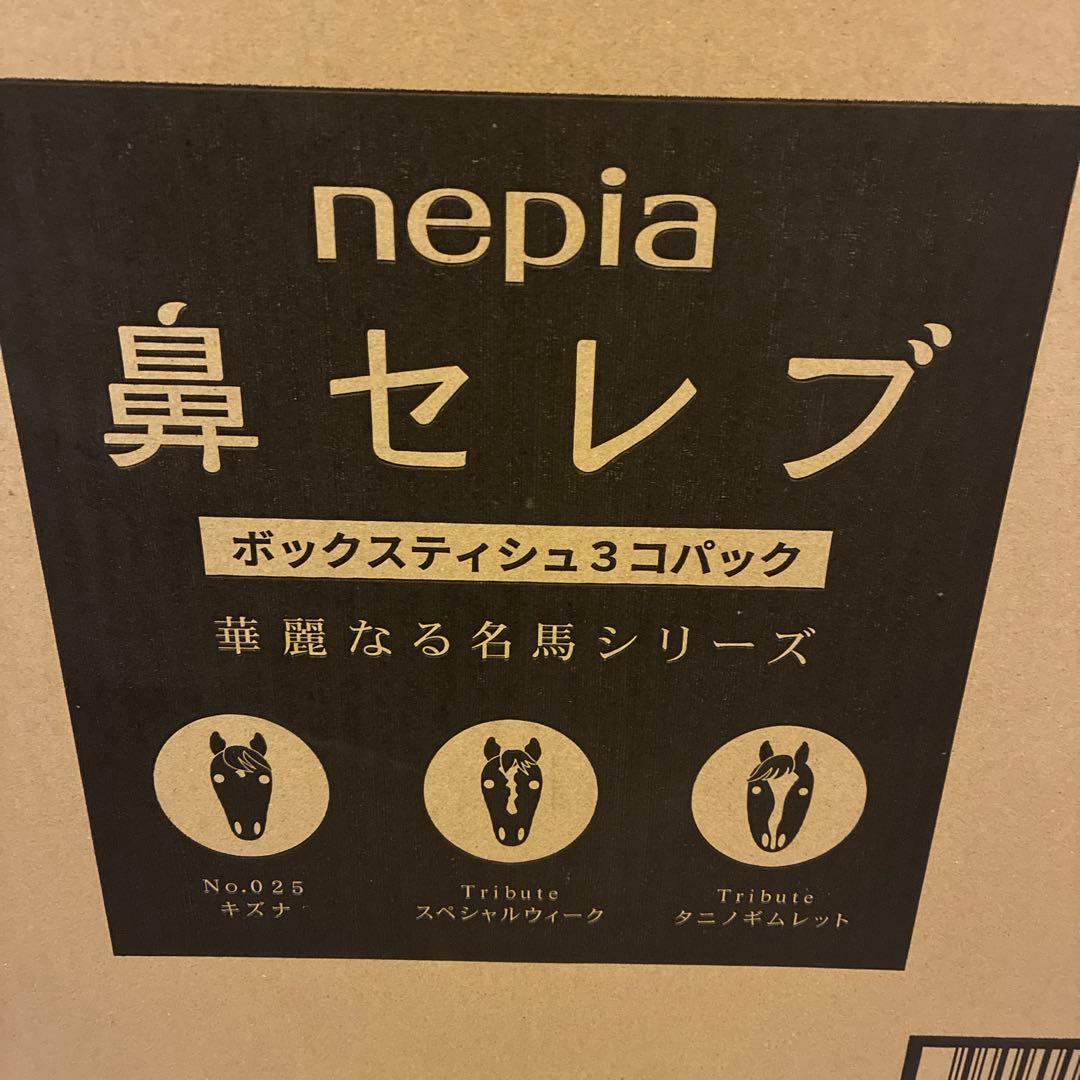 nepia
鼻セレブ
ボックスティシュ3コパック
華麗なる名馬シリーズ
No.025
キズナ
Tribute
スペシャルウィーク
Tribute
タニノギムレット